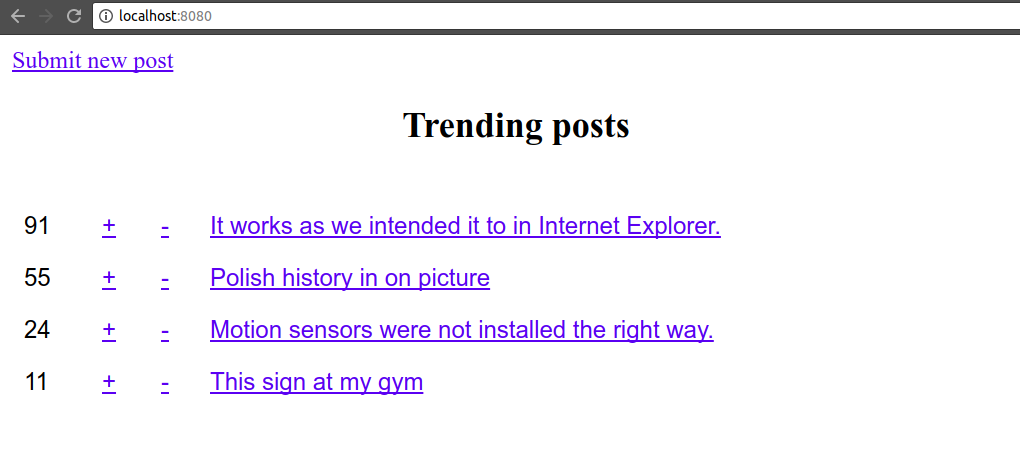 localhost:8080
Submit new post
Trending posts
91 + - It works as we intended it to in Internet Explorer.
55 + - Polish history in on picture
24 + - Motion sensors were not installed the right way.
11 + - This sign at my gym